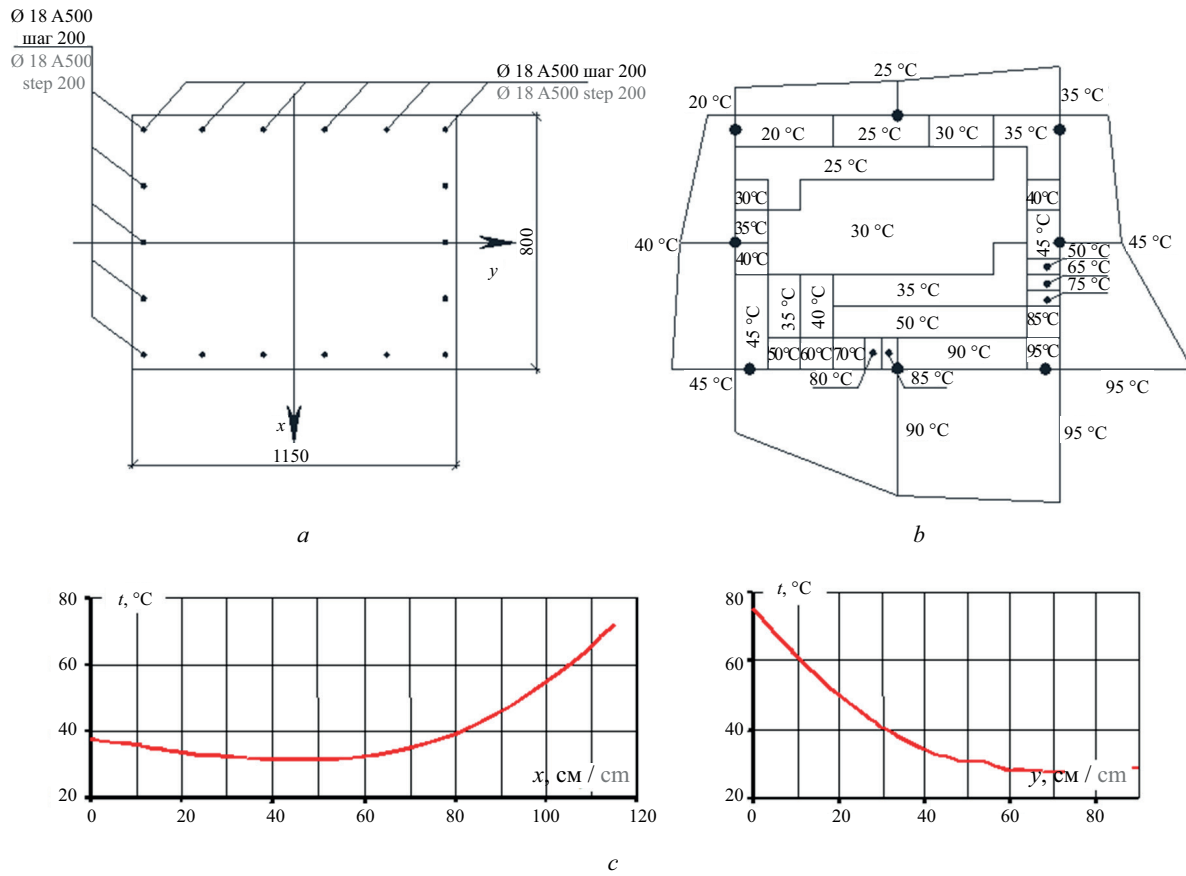 Ø 18 A500
шаг 200
Ø 18 A500
step 200
Ø 18 A500 шаг 200
Ø 18 A500 step 200
800
y
x
1150
a
25 °C
20 °C
35 °C
20 °C
25 °C
30 °C
35 °C
25 °C
30°C
40°C
35°C
30 °C
45 °C
40 °C
45 °C
40°C
50 °C
65 °C
75 °C
45 °C
35 °C
40 °C
35 °C
50 °C
85°C
50°C
60°C
70°C
90 °C
95°C
45 °C
80 °C
85 °C
95 °C
90 °C
95 °C
b
80
t, °C
60
40
20
x, см / cm
0
20
40
60
80
100
120
80
t, °C
60
40
20
y, см / cm
0
20
40
60
80
c